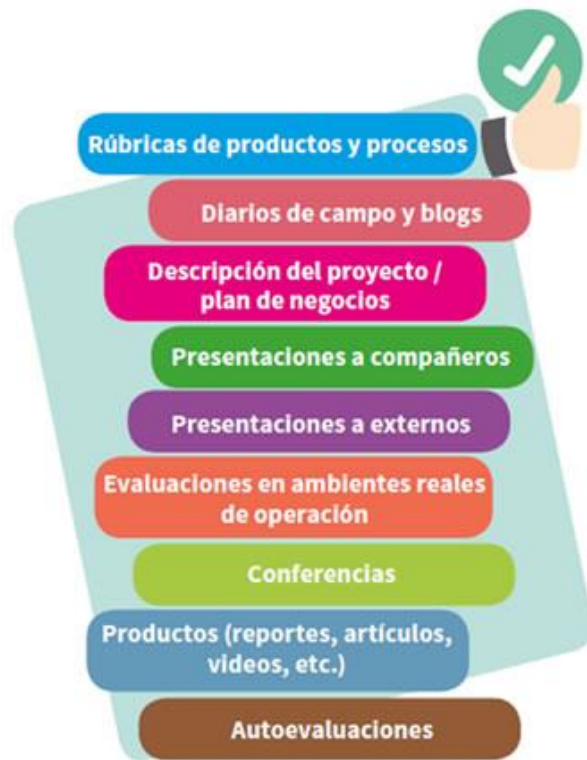 Rúbricas de productos y procesos
Diarios de campo y blogs
Descripción del proyecto /
plan de negocios
Presentaciones a compañeros
Presentaciones a externos
Evaluaciones en ambientes reales
de operación
Conferencias
Productos (reportes, artículos,
videos, etc.)
Autoevaluaciones